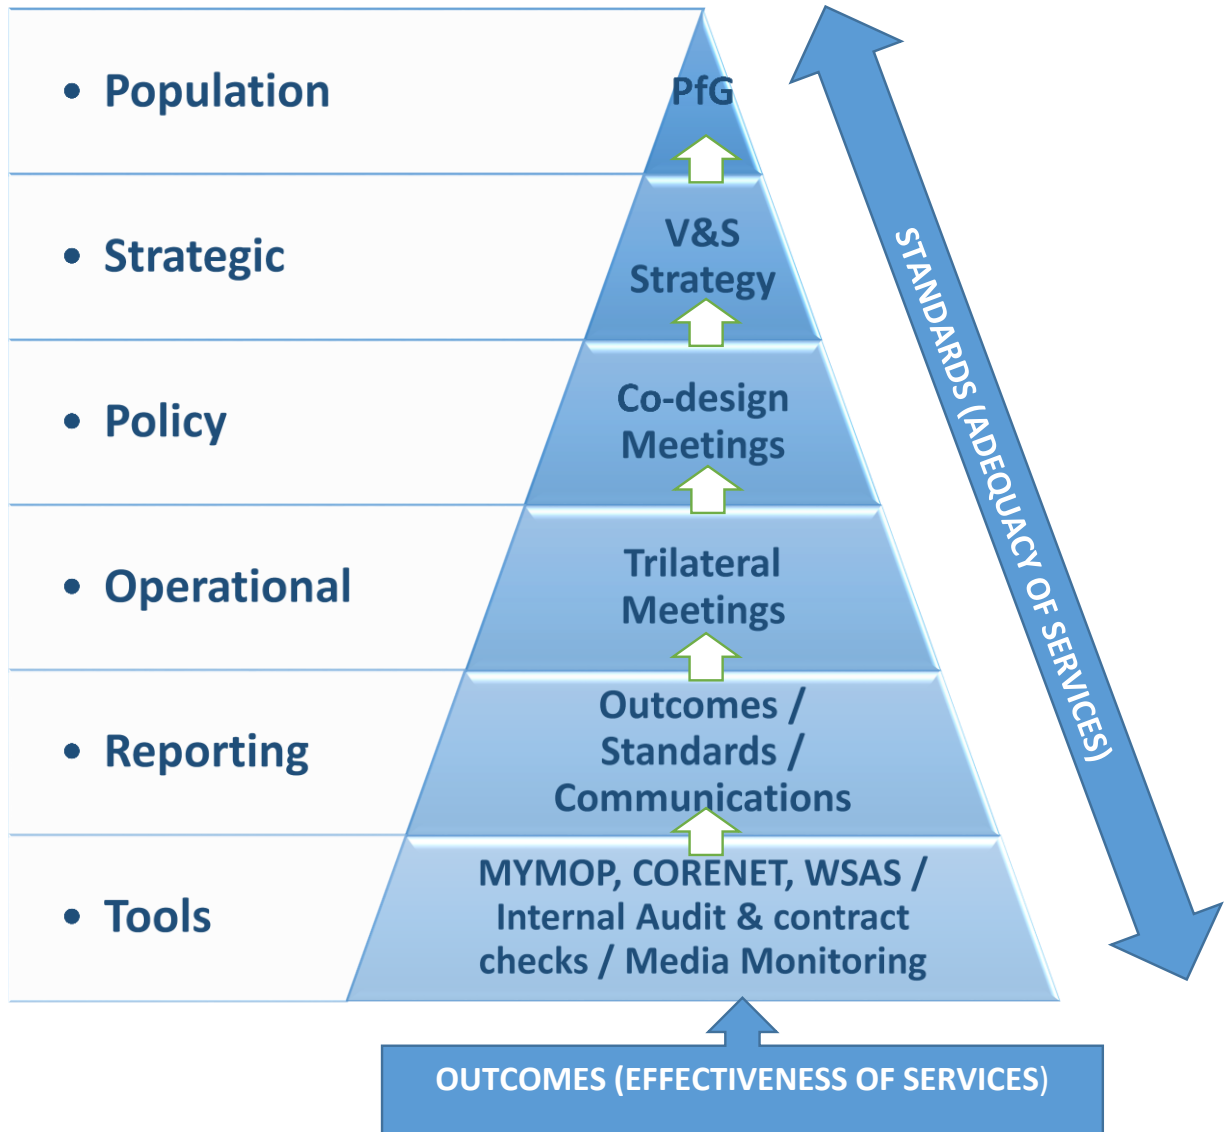 • Population
PfG
• Strategic
V&S
Strategy
• Policy
Co-design
Meetings
• Operational
Trilateral
Meetings
• Reporting
Outcomes /
Standards /
Communications
• Tools
MYMOP, CORENET, WSAS /
Internal Audit & contract
checks / Media Monitoring
STANDARDS (ADEQUACY OF SERVICES)
OUTCOMES (EFFECTIVENESS OF SERVICES)